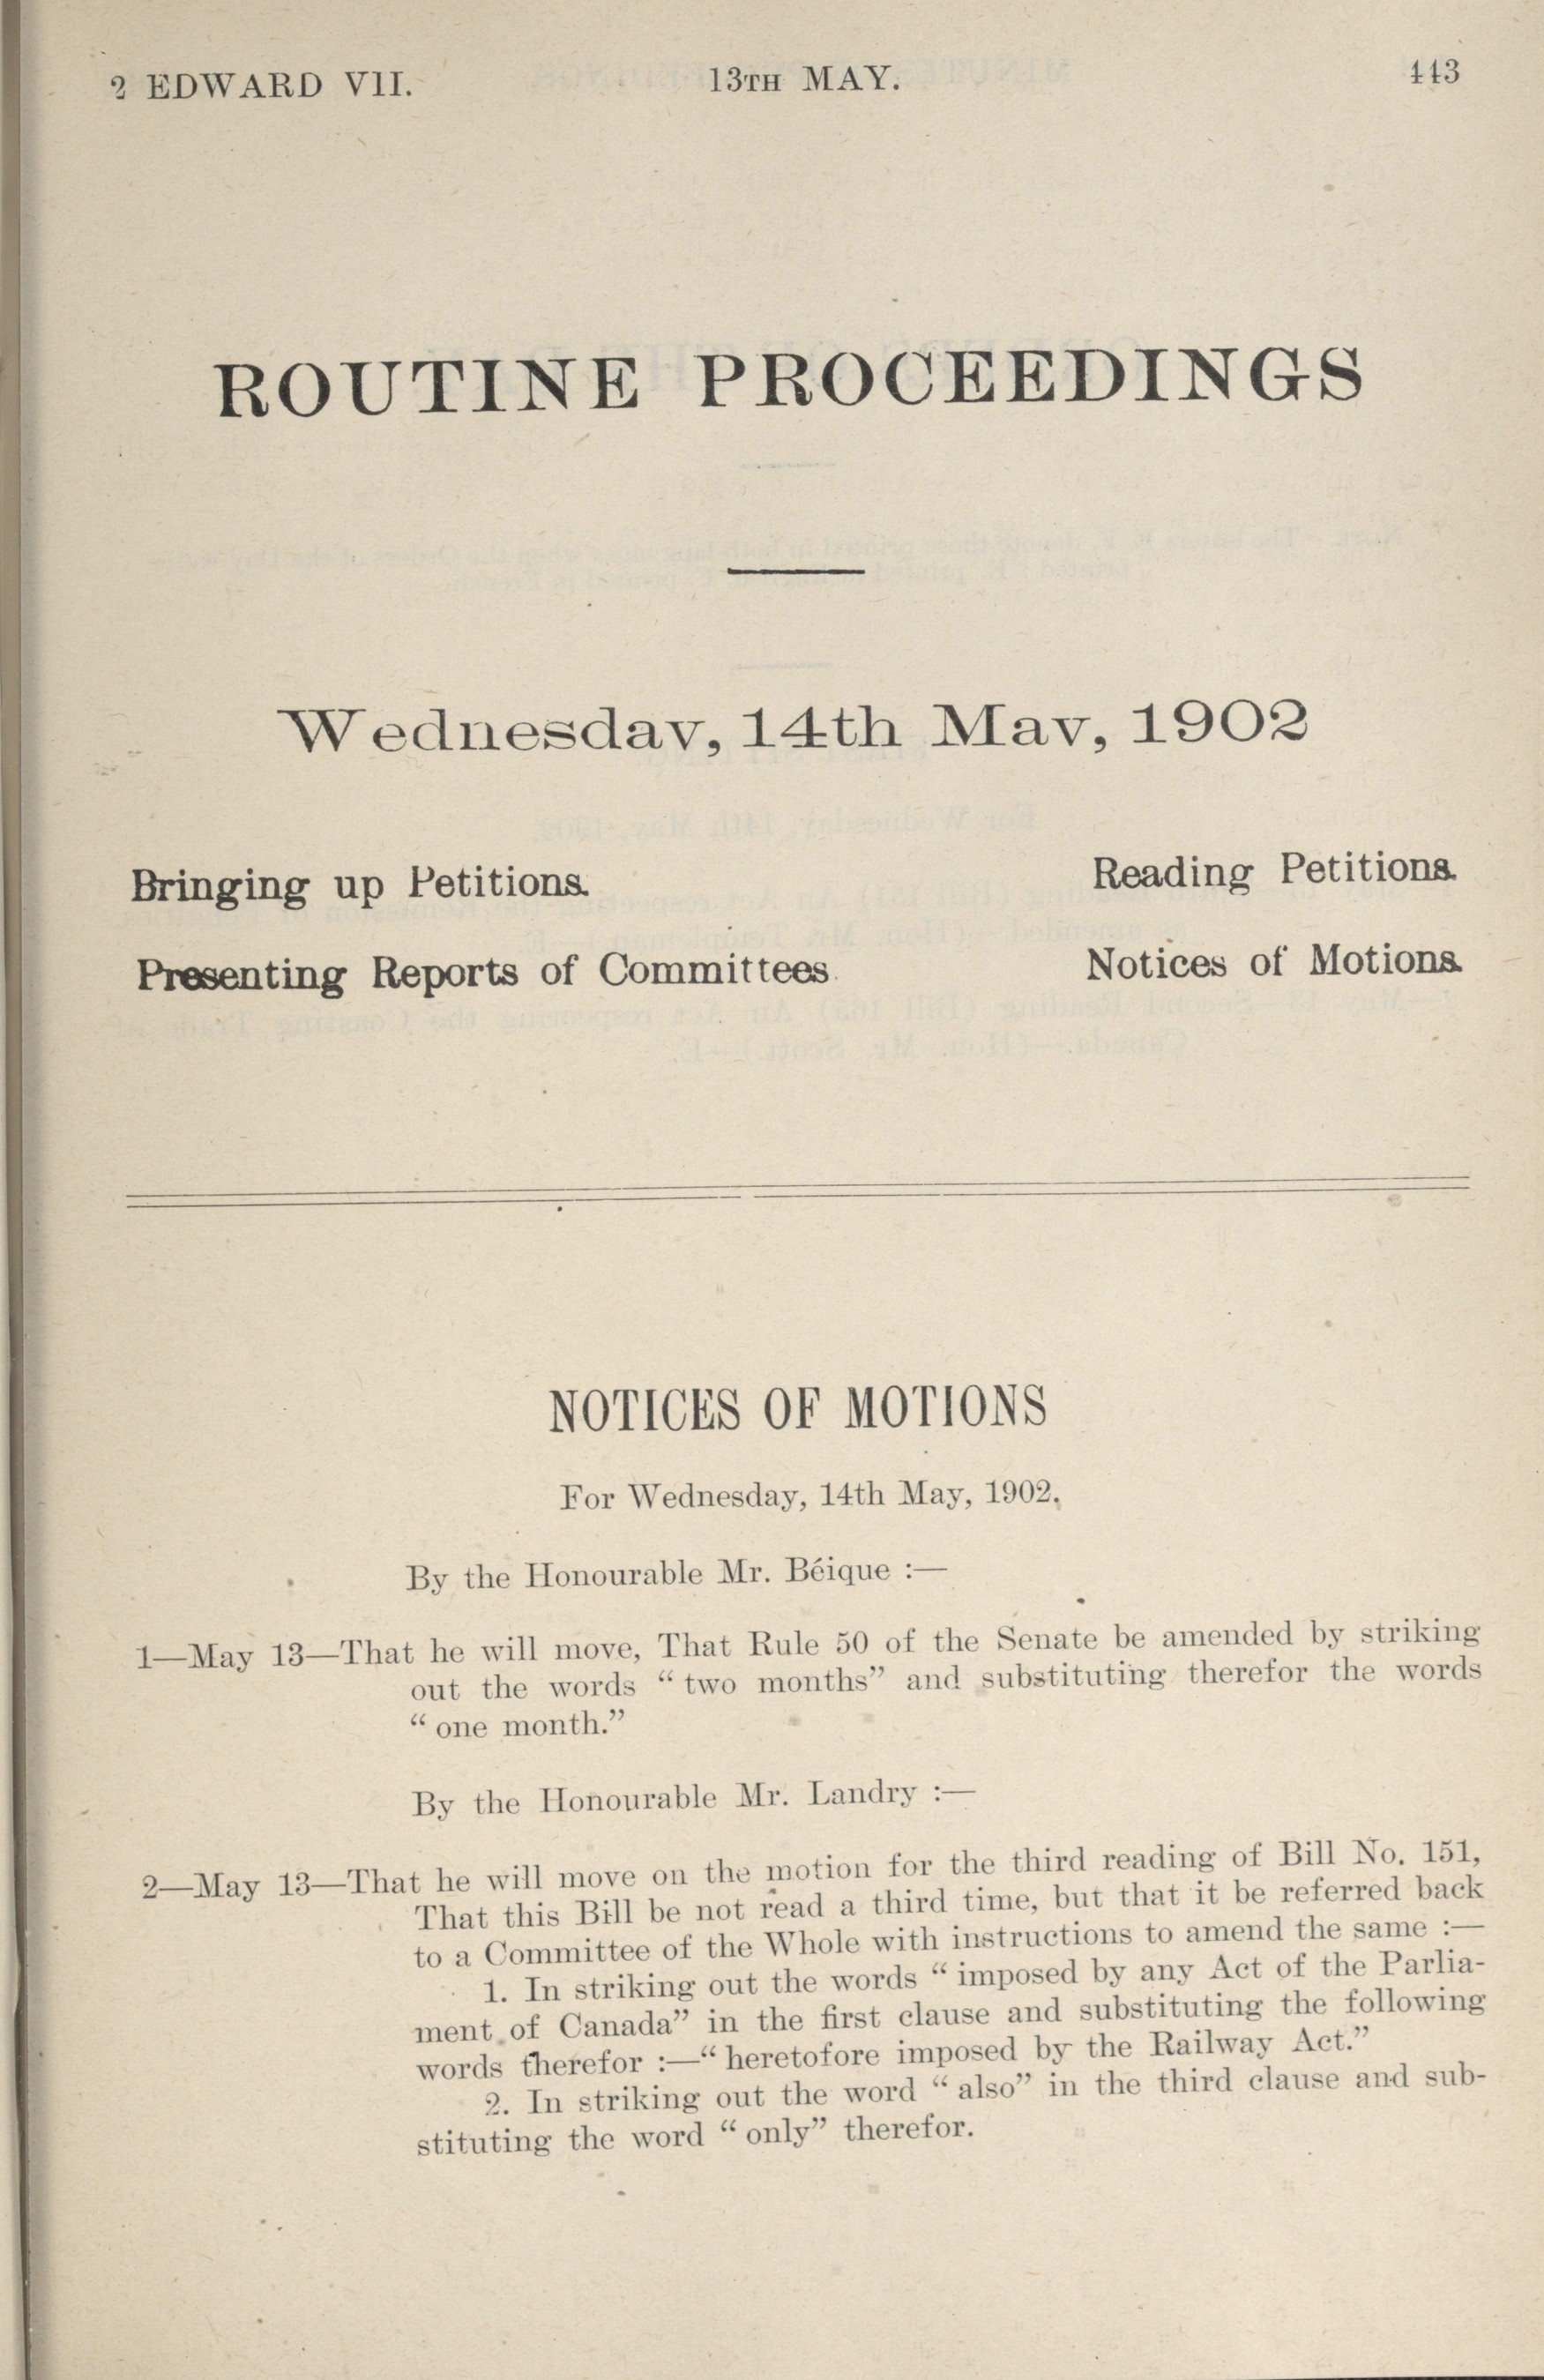 2 EDWARD VII. 13TH MAY. 443
ROUTINE PROCEEDINGS
Wednesday, 14th May, 1902
Bringing up Petitions. Reading Petitions.
Presenting Reports of Committees. Notices of Motions.
NOTICES OF MOTIONS
For Wednesday, 14th May, 1902.
By the Honourable Mr. Béique :—
1—May 13—That he will move, That Rule 50 of the Senate be amended by striking
out the words “ two months” and substituting therefor the words
“ one month.”
By the Honourable Mr. Landry :—
2—May 13—That he will move on the motion for the third reading of Bill No. 151,
That this Bill be not read a third time, but that it be referred back
to a Committee of the Whole with instructions to amend the same :—
1. In striking out the words “ imposed by any Act of the Parlia-
ment of Canada” in the first clause and substituting the following
words therefor :—“ heretofore imposed by the Railway Act.”
2. In striking out the word “ also” in the third clause and sub-
stituting the word “ only” therefor.